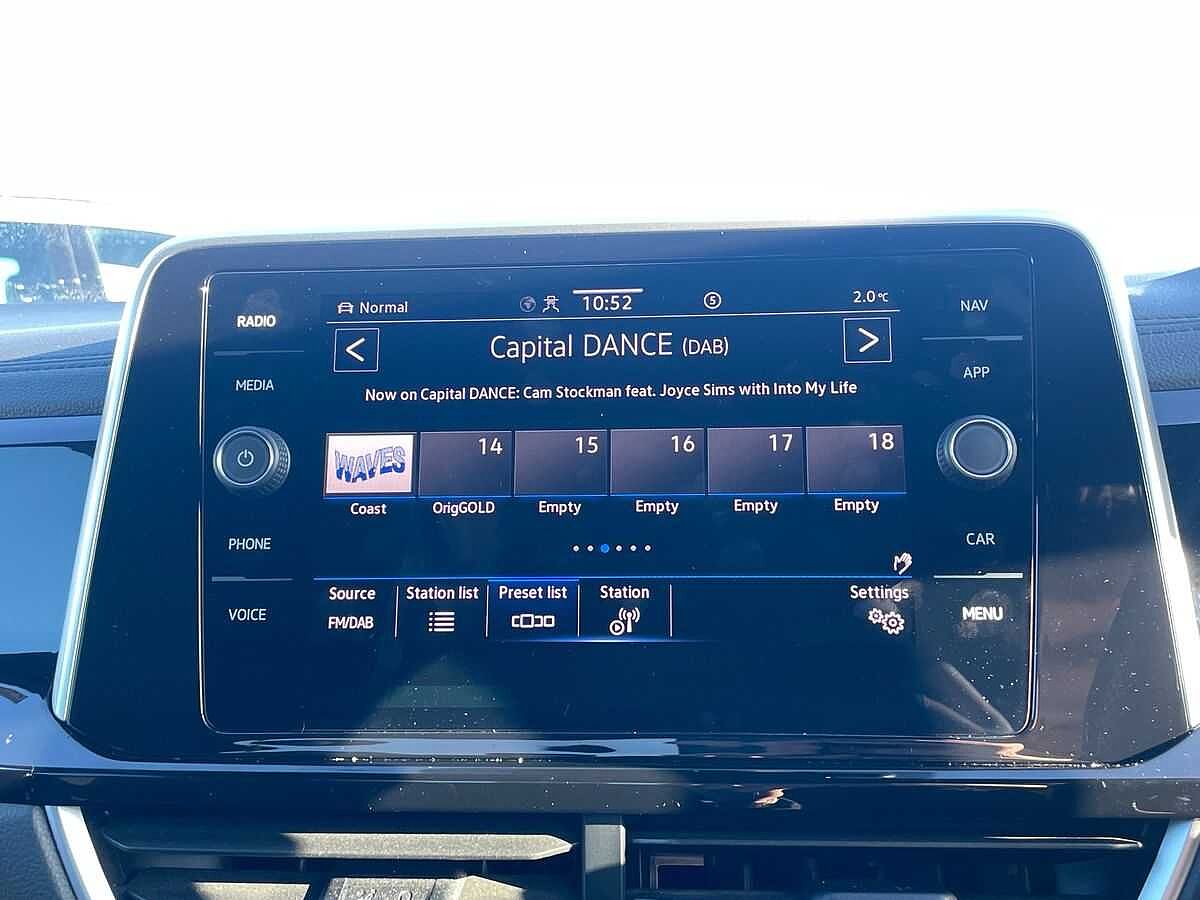 RADIO
MEDIA
PHONE
VOICE
Normal
10:52
5
2.0°C
< Capital DANCE (DAB) >
Now on Capital DANCE: Cam Stockman feat. Joyce Sims with Into My Life
WAVES 14 15 16 17 18
Coast OrigGOLD Empty Empty Empty Empty
Source Station list Preset list Station Settings
FM/DAB
NAV
APP
CAR
MENU